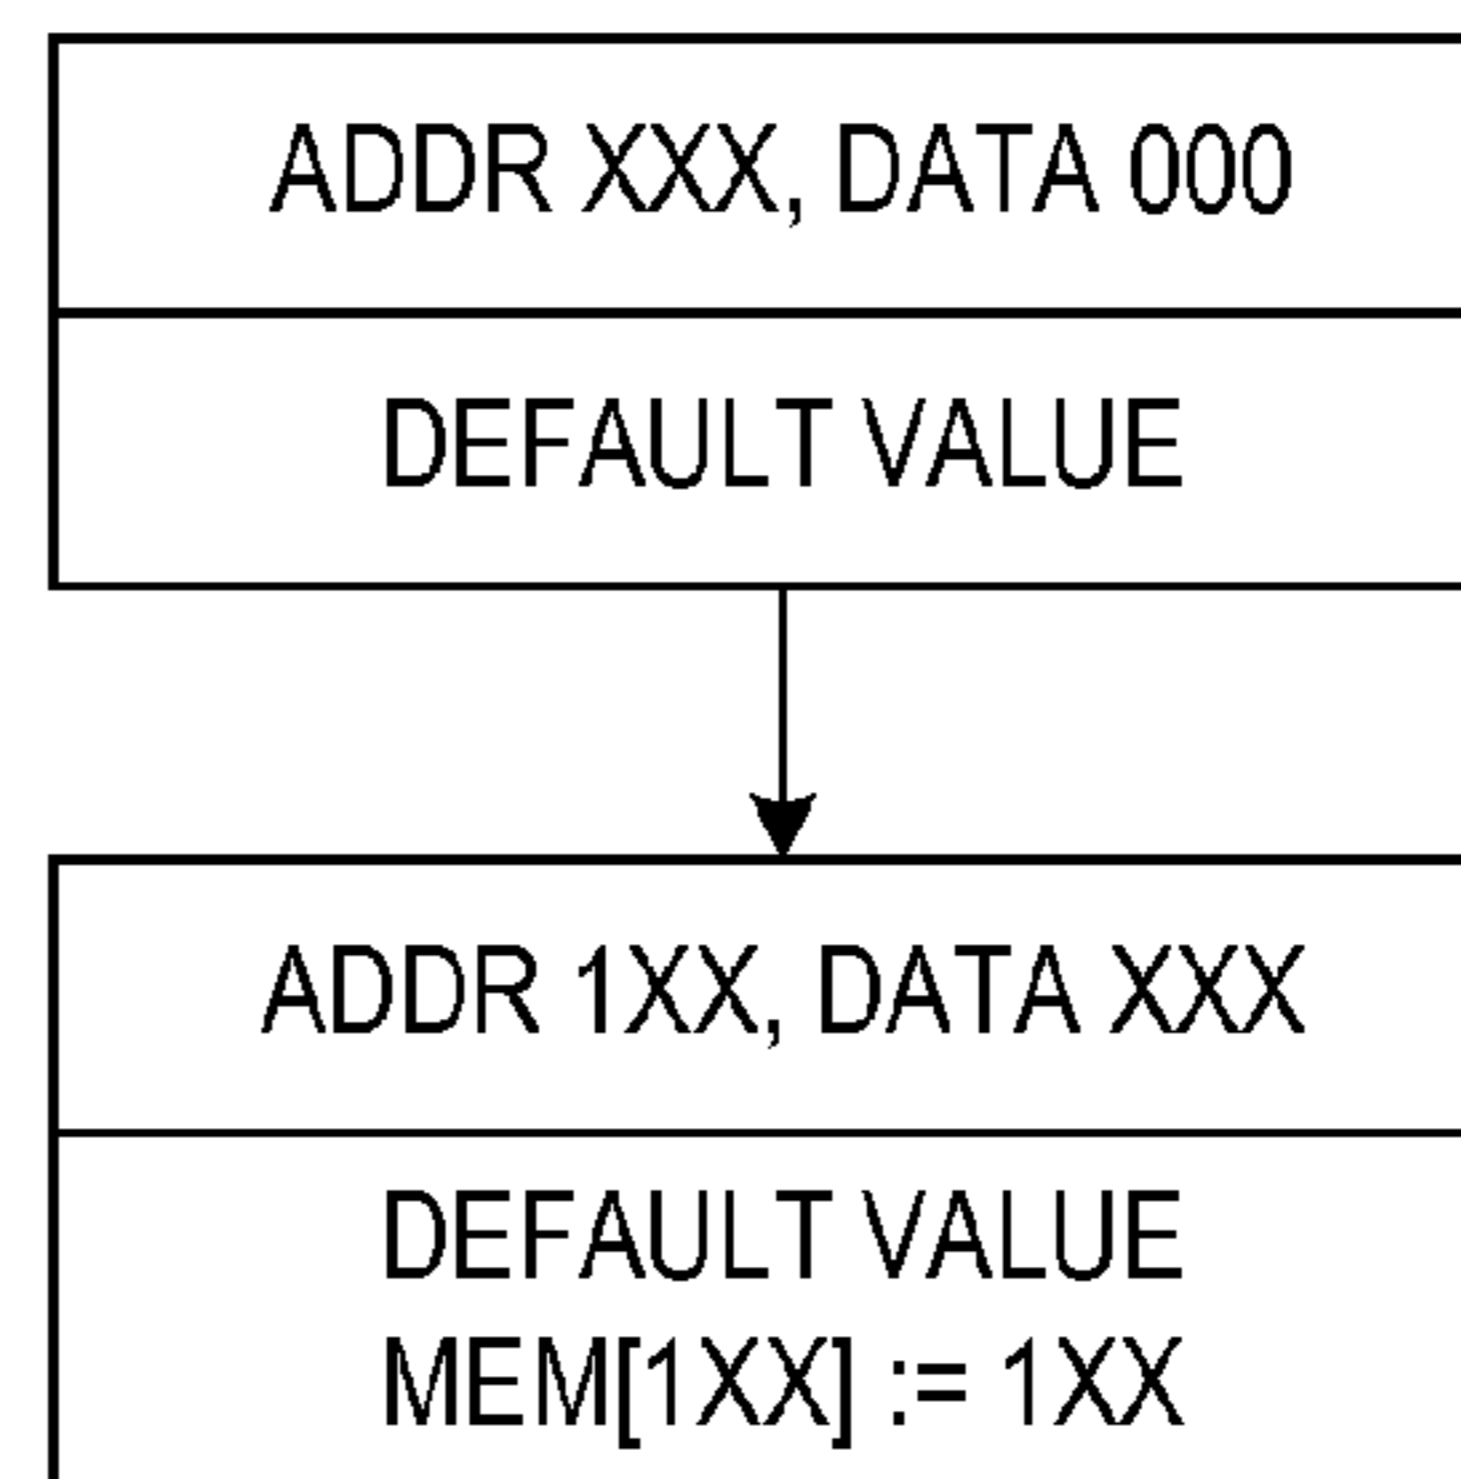 ADDR XXX, DATA 000
DEFAULT VALUE
ADDR 1XX, DATA XXX
DEFAULT VALUE
MEM[1XX] := 1XX